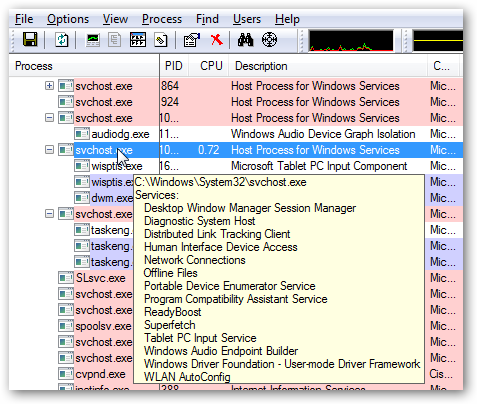 File Options View Process Find Users Help
Process PID CPU Description C...
svchost.exe 864 Host Process for Windows Services Mic...
svchost.exe 924 Host Process for Windows Services Mic...
svchost.exe 10... Host Process for Windows Services Mic...
audiodg.exe 11... Windows Audio Device Graph Isolation Mic...
svchost.exe 10... 0.72 Host Process for Windows Services Mic...
wisptis.exe 16... Microsoft Tablet PC Input Component Mic...
wisptis.ex Mic...
C:\Windows\System32\svchost.exe
Services:
dwm.exe Mic...
Desktop Window Manager Session Manager
svchost.exe Mic...
Diagnostic System Host
taskeng. Mic...
Distributed Link Tracking Client
Human Interface Device Access
taskeng. Mic...
Network Connections
taskeng. Mic...
Offline Files
SLsvc.exe Mic...
Portable Device Enumerator Service
svchost.exe Mic...
Program Compatibility Assistant Service
ReadyBoost
svchost.exe Mic...
Superfetch
spoolsv.exe Mic...
Tablet PC Input Service
svchost.exe Mic...
Windows Audio Endpoint Builder
Windows Driver Foundation - User-mode Driver Framework
cvpnd.exe Cis...
WLAN AutoConfig
inetinfo.exe 288 Internet Information Services Mic...